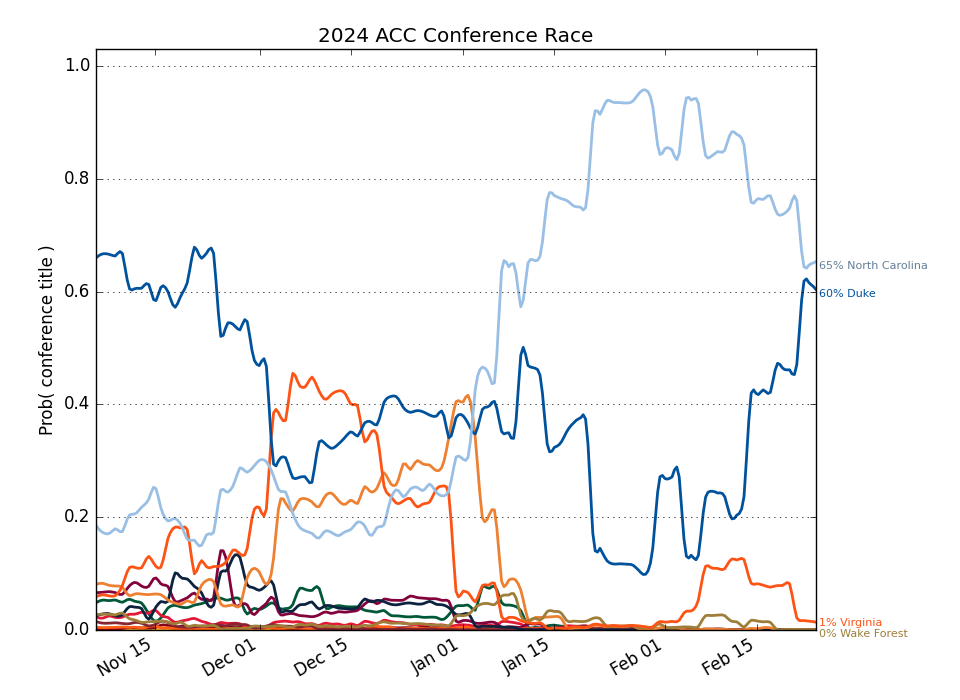 2024 ACC Conference Race
Prob( conference title )
1.0
0.8
0.6
0.4
0.2
0.0
65% North Carolina
60% Duke
1% Virginia
0% Wake Forest
Nov 15
Dec 01
Dec 15
Jan 01
Jan 15
Feb 01
Feb 15